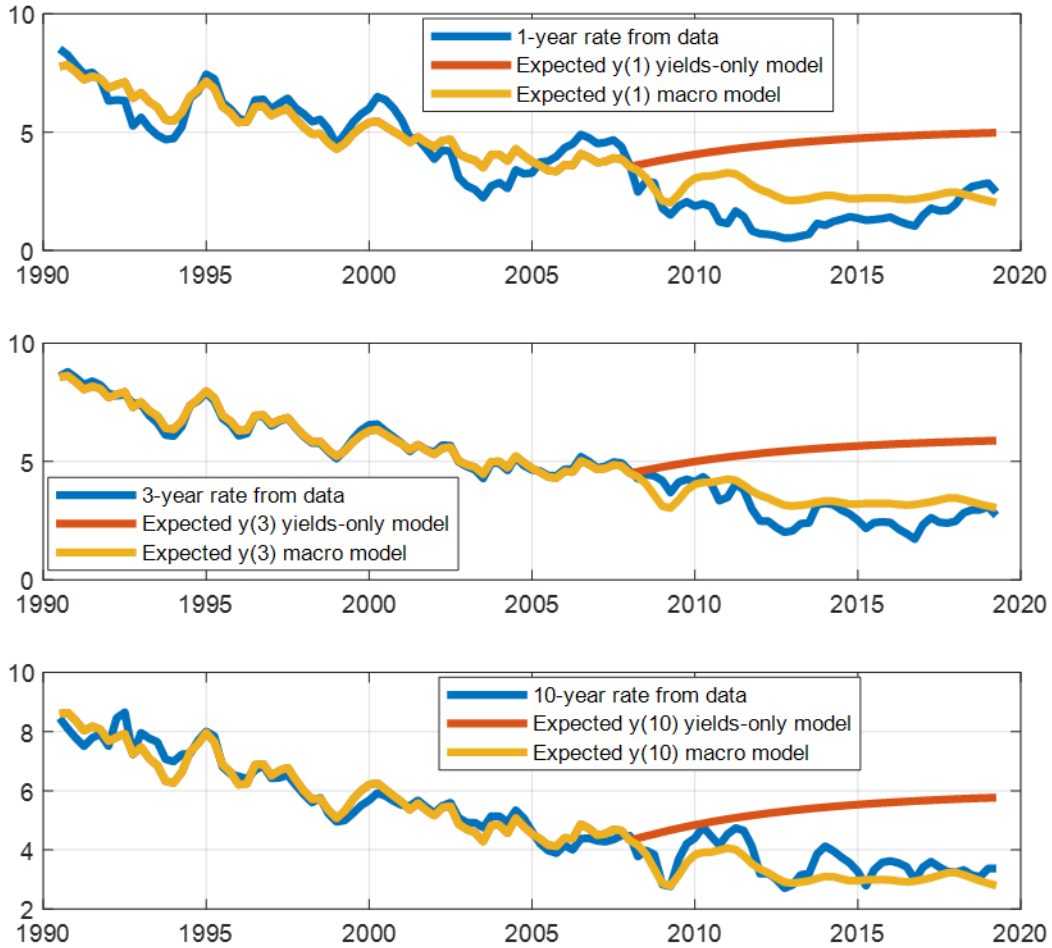 10
1-year rate from data
Expected y(1) yields-only model
Expected y(1) macro model
5
0
1990 1995 2000 2005 2010 2015 2020
10
5
3-year rate from data
Expected y(3) yields-only model
Expected y(3) macro model
0
1990 1995 2000 2005 2010 2015 2020
10
10-year rate from data
Expected y(10) yields-only model
Expected y(10) macro model
8
6
4
2
1990 1995 2000 2005 2010 2015 2020